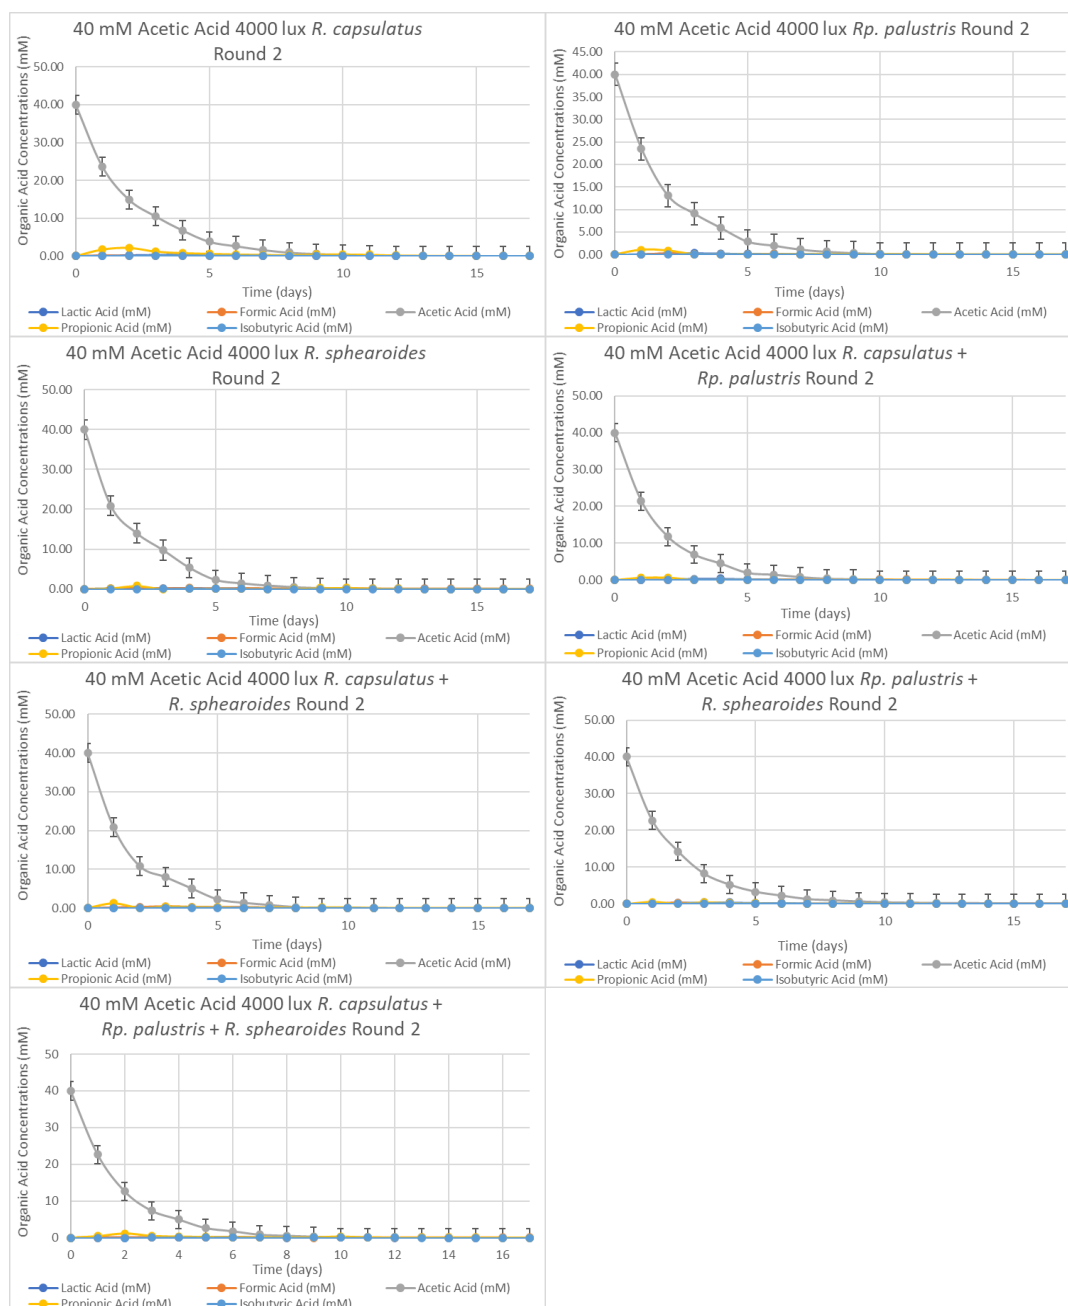 40 mM Acetic Acid 4000 lux R. capsulatus
Round 2
Organic Acid Concentrations (mM)
50.00
40.00
30.00
20.00
10.00
0.00
0 5 10 15
Time (days)
Lactic Acid (mM) Formic Acid (mM) Acetic Acid (mM)
Propionic Acid (mM) Isobutyric Acid (mM)
40 mM Acetic Acid 4000 lux Rp. palustris Round 2
Organic Acid Concentrations (mM)
45.00
40.00
35.00
30.00
25.00
20.00
15.00
10.00
5.00
0.00
0 5 10 15
Time (days)
Lactic Acid (mM) Formic Acid (mM) Acetic Acid (mM)
Propionic Acid (mM) Isobutyric Acid (mM)
40 mM Acetic Acid 4000 lux R. sphearoides
Round 2
Organic Acid Concentrations (mM)
50.00
40.00
30.00
20.00
10.00
0.00
0 5 10 15
Time (days)
Lactic Acid (mM) Formic Acid (mM) Acetic Acid (mM)
Propionic Acid (mM) Isobutyric Acid (mM)
40 mM Acetic Acid 4000 lux R. capsulatus +
Rp. palustris Round 2
Organic Acid Concentrations (mM)
50.00
40.00
30.00
20.00
10.00
0.00
0 5 10 15
Time (days)
Lactic Acid (mM) Formic Acid (mM) Acetic Acid (mM)
Propionic Acid (mM) Isobutyric Acid (mM)
40 mM Acetic Acid 4000 lux R. capsulatus +
R. sphearoides Round 2
Organic Acid Concentrations (mM)
50.00
40.00
30.00
20.00
10.00
0.00
0 5 10 15
Time (days)
Lactic Acid (mM) Formic Acid (mM) Acetic Acid (mM)
Propionic Acid (mM) Isobutyric Acid (mM)
40 mM Acetic Acid 4000 lux Rp. palustris +
R. sphearoides Round 2
Organic Acid Concentrations (mM)
50.00
40.00
30.00
20.00
10.00
0.00
0 5 10 15
Time (days)
Lactic Acid (mM) Formic Acid (mM) Acetic Acid (mM)
Propionic Acid (mM) Isobutyric Acid (mM)
40 mM Acetic Acid 4000 lux R. capsulatus +
Rp. palustris + R. sphearoides Round 2
Organic Acid Concentrations (mM)
50
40
30
20
10
0
0 2 4 6 8 10 12 14 16
Time (days)
Lactic Acid (mM) Formic Acid (mM) Acetic Acid (mM)
Propionic Acid (mM) Isobutyric Acid (mM)